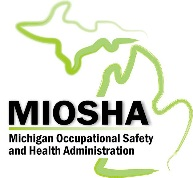 MIOSHA
Michigan Occupational Safety
and Health Administration